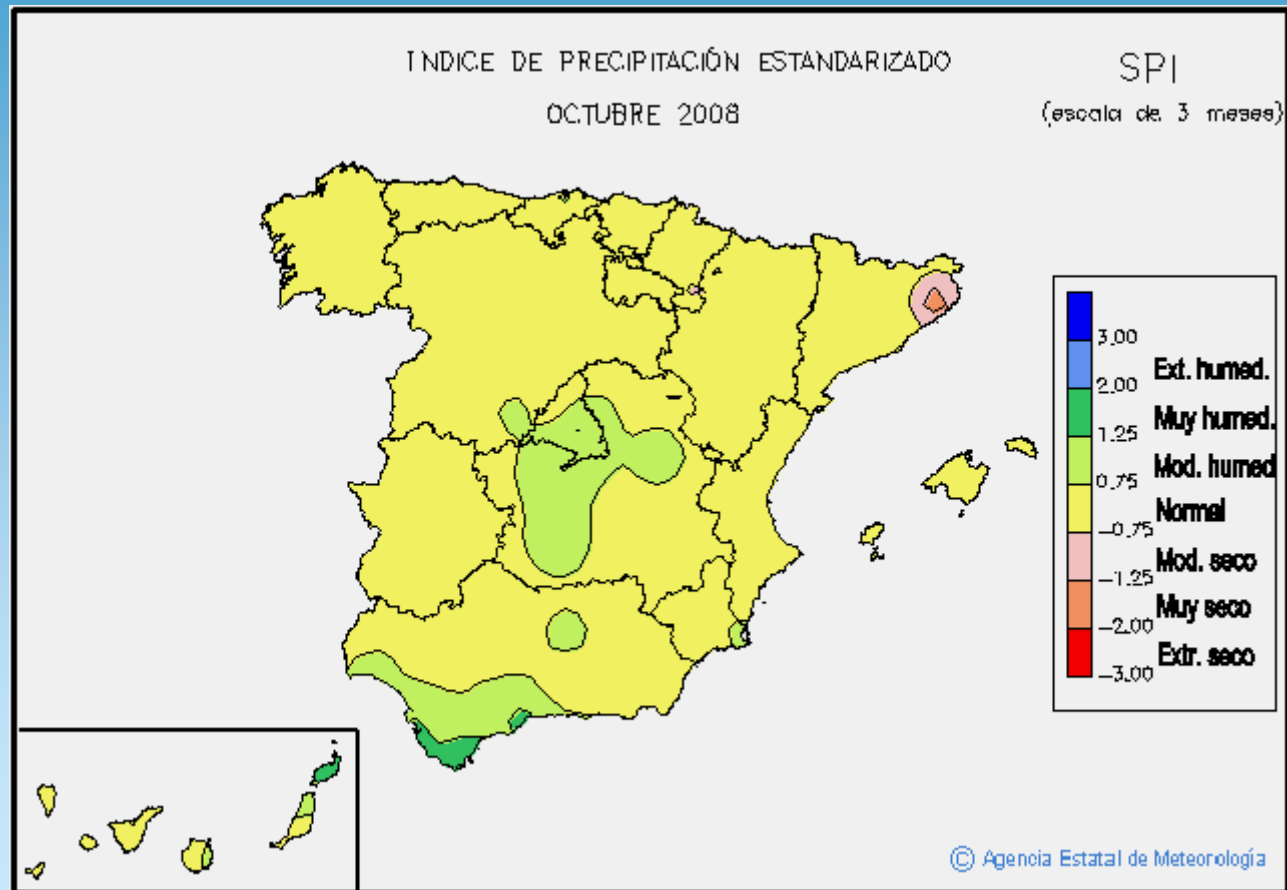 INDICE DE PRECIPITACIÓN ESTANDARIZADO
OCTUBRE 2008
SPI
(escala de 3 meses)
3.00
Ext. humed.
2.00
Muy humed.
1.25
Mod. humed
0.75
Normal
-0.75
Mod. seco
-1.25
Muy seco
-2.00
Extr. seco
-3.00
© Agencia Estatal de Meteorología